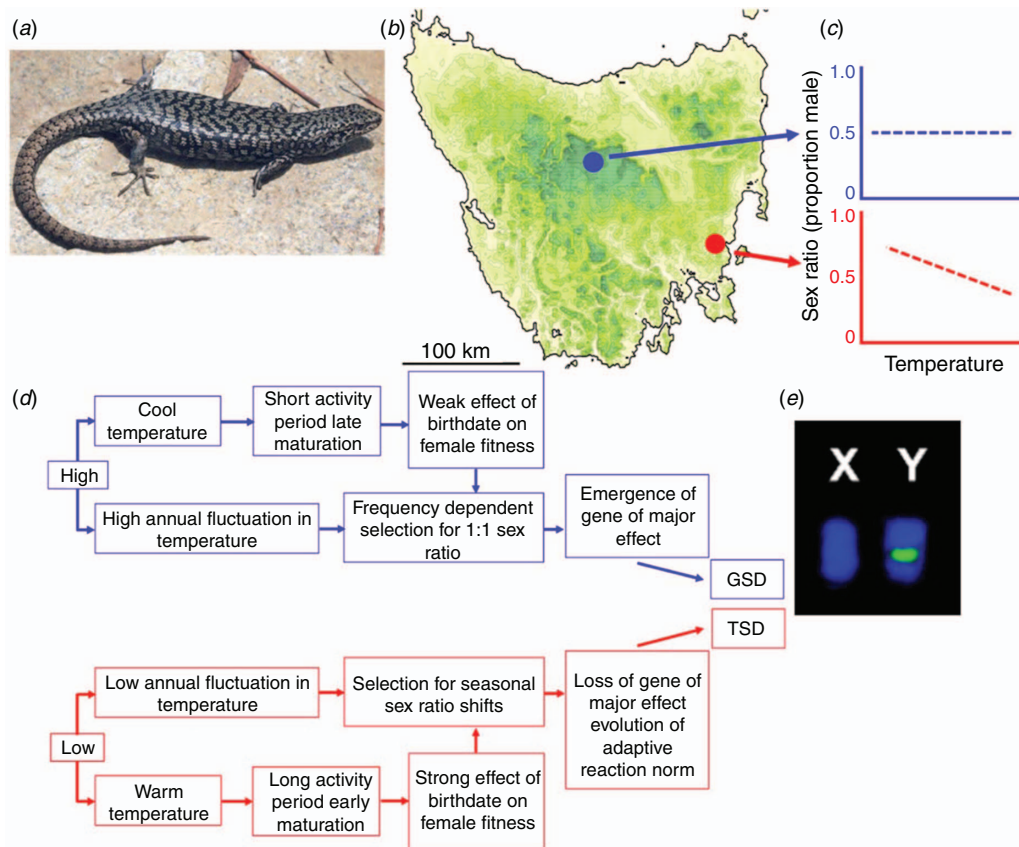 (a)
(b)
(c)
1.0
0.5
0
1.0
0.5
0
Sex ratio (proportion male)
Temperature
100 km
(d)
High
Cool
temperature
Short activity
period late
maturation
Weak effect of
birthdate on
female fitness
High annual fluctuation in
temperature
Frequency dependent
selection for 1:1 sex
ratio
Emergence of
gene of major
effect
GSD
TSD
Low
Low annual fluctuation in
temperature
Selection for seasonal
sex ratio shifts
Loss of gene of
major effect
evolution of
adaptive
reaction norm
Warm
temperature
Long activity
period early
maturation
Strong effect of
birthdate on
female fitness
(e)
X Y